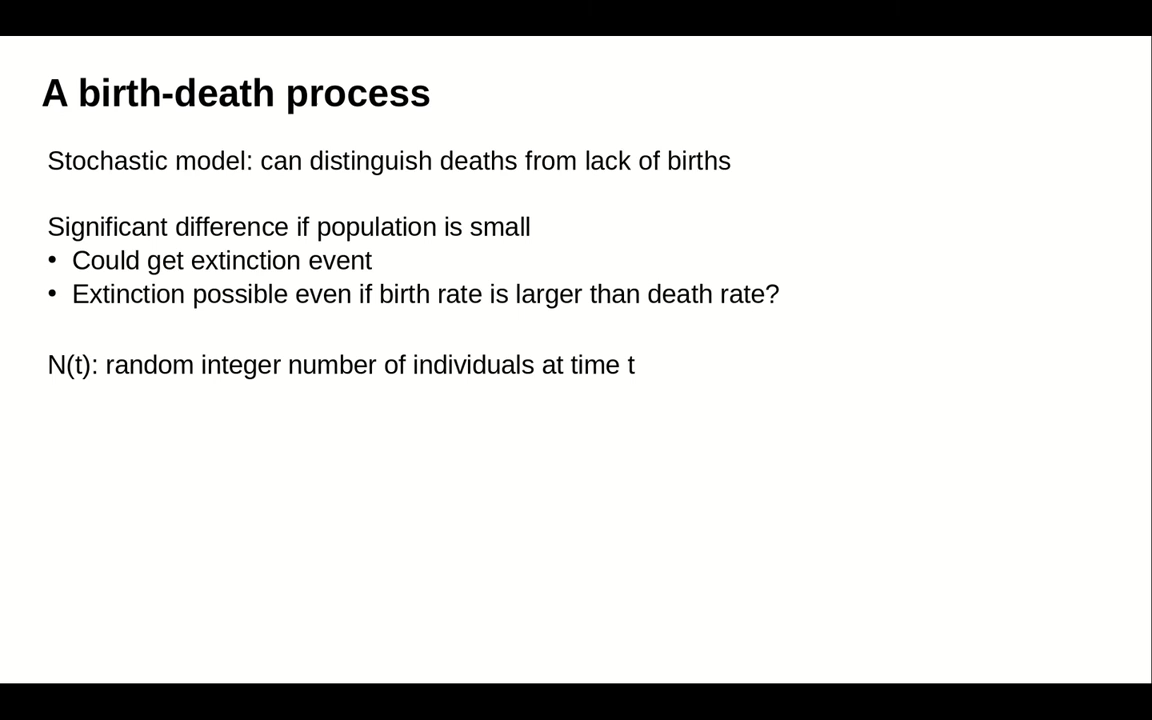 A birth-death process
Stochastic model: can distinguish deaths from lack of births
Significant difference if population is small
• Could get extinction event
• Extinction possible even if birth rate is larger than death rate?
N(t): random integer number of individuals at time t